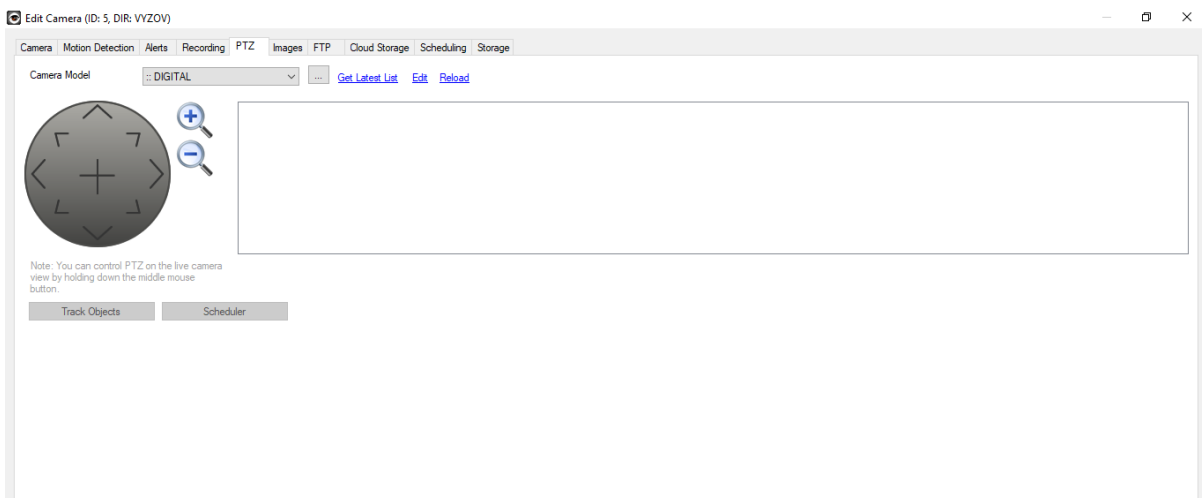 Edit Camera (ID: 5, DIR: VYZOV)
Camera Motion Detection Alerts Recording PTZ Images FTP Cloud Storage Scheduling Storage
Camera Model :: DIGITAL ... Get Latest List Edit Reload
Note: You can control PTZ on the live camera
view by holding down the middle mouse
button.
Track Objects Scheduler